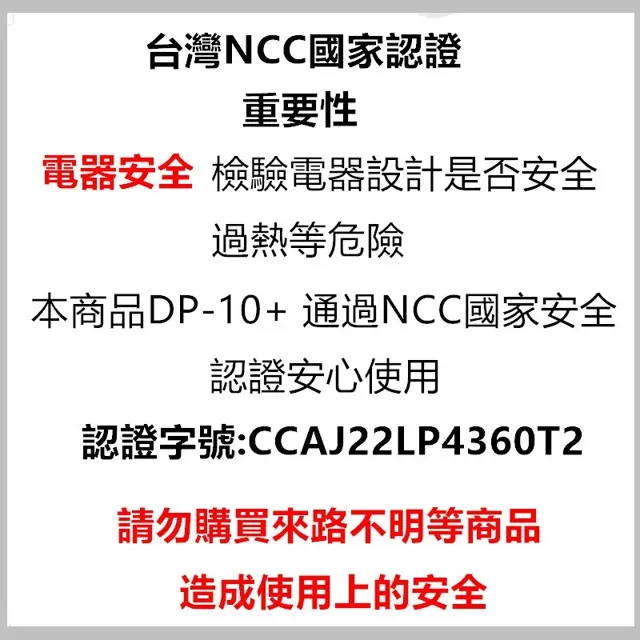 台灣NCC國家認證
重要性
電器安全 檢驗電器設計是否安全
過熱等危險
本商品DP-10+ 通過NCC國家安全
認證安心使用
認證字號:CCAJ22LP4360T2
請勿購買來路不明等商品
造成使用上的安全